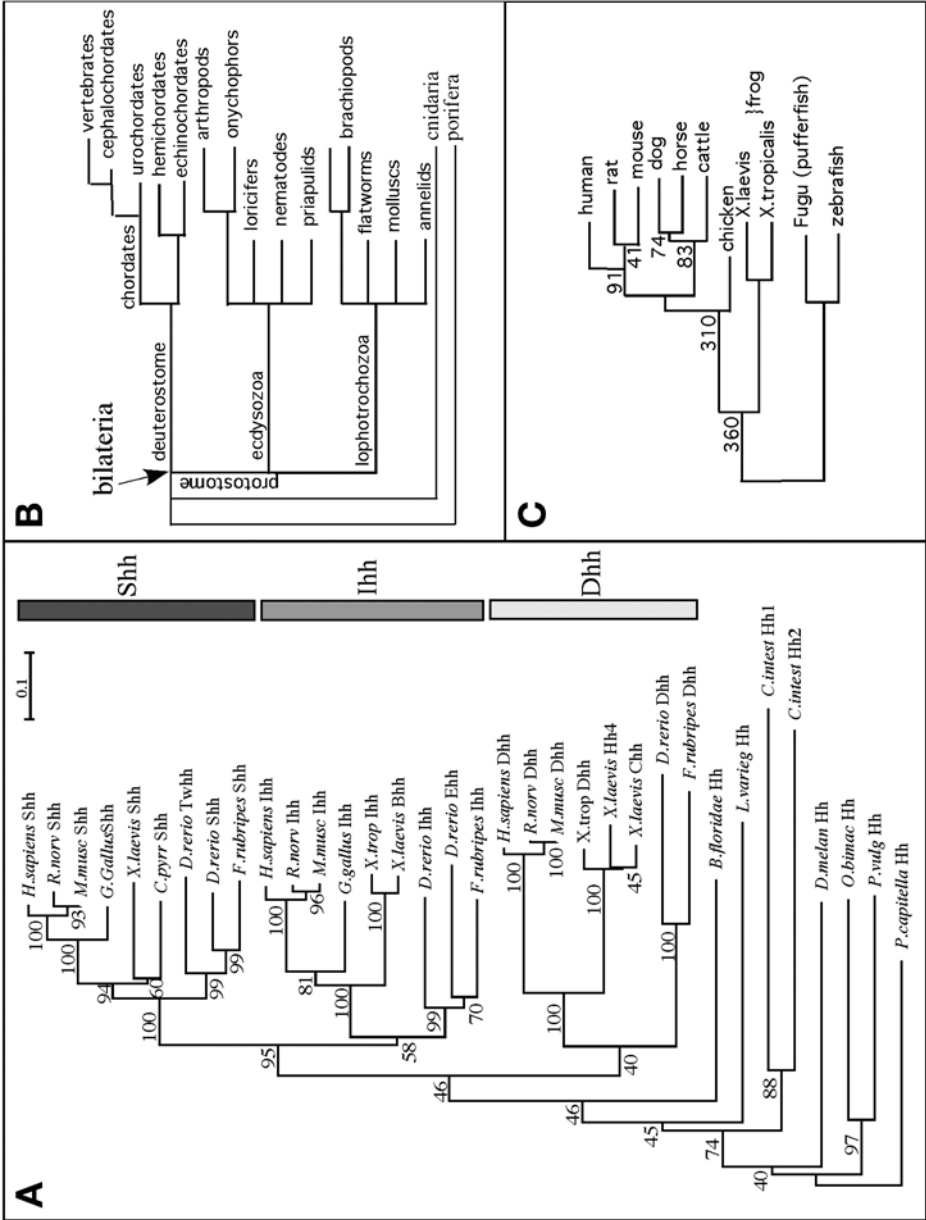 A
0.1
H.sapiens Shh
R.norv Shh
M.musc Shh
G.GallusShh
X.laevis Shh
C.pyrr Shh
D.rerio Twhh
D.rerio Shh
F.rubripes Shh
H.sapiens Ihh
R.norv Ihh
M.musc Ihh
G.gallus Ihh
X.trop Ihh
X.laevis Bhh
D.rerio Ihh
D.rerio Ehh
F.rubripes Ihh
H.sapiens Dhh
R.norv Dhh
M.musc Dhh
X.trop Dhh
X.laevis Hh4
X.laevis Chh
D.rerio Dhh
F.rubripes Dhh
B.floridae Hh
L.varieg Hh
C.intest Hh1
C.intest Hh2
D.melan Hh
O.bimac Hh
P.vulg Hh
P.capitella Hh
100
93
100
94
60
100
99
99
95
100
96
81
100
100
58
99
70
46
100
100
100
100
45
40
100
46
45
88
74
40
97
Shh
Ihh
Dhh
B
bilateria
vertebrates
cephalochordates
urochordates
hemichordates
echinochordates
arthropods
onychophors
loricifers
nematodes
priapulids
brachiopods
flatworms
molluscs
annelids
cnidaria
porifera
chordates
deuterostome
protostome
ecdysozoa
lophotrochozoa
C
human
rat
mouse
dog
horse
cattle
chicken
X.laevis
X.tropicalis
}frog
Fugu (pufferfish)
zebrafish
91
41
74
83
310
360